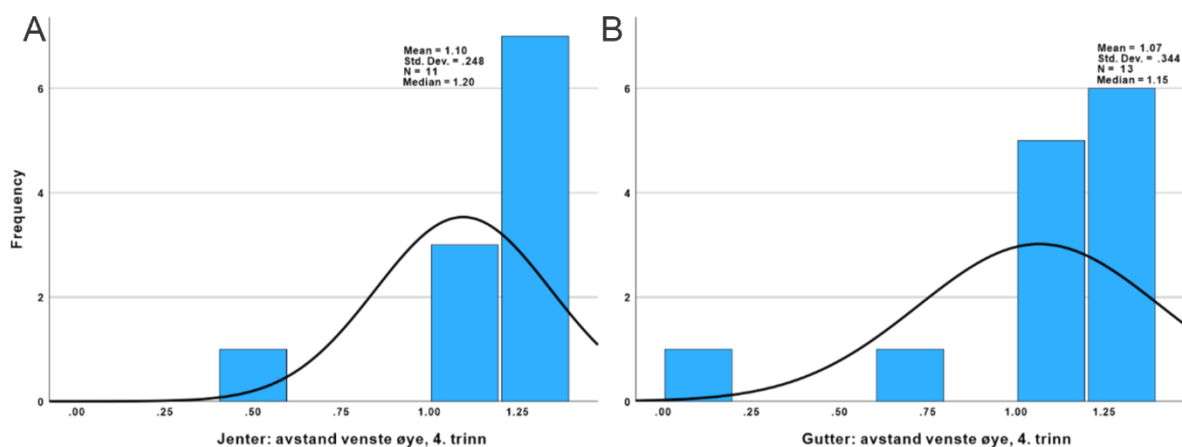 A
Mean = 1.10
Std. Dev. = .248
N = 11
Median = 1.20
Frequency
6
4
2
0
.00 .25 .50 .75 1.00 1.25
Jenter: avstand venste øye, 4. trinn
B
Mean = 1.07
Std. Dev. = .344
N = 13
Median = 1.15
6
4
2
0
.00 .25 .50 .75 1.00 1.25
Gutter: avstand venste øye, 4. trinn